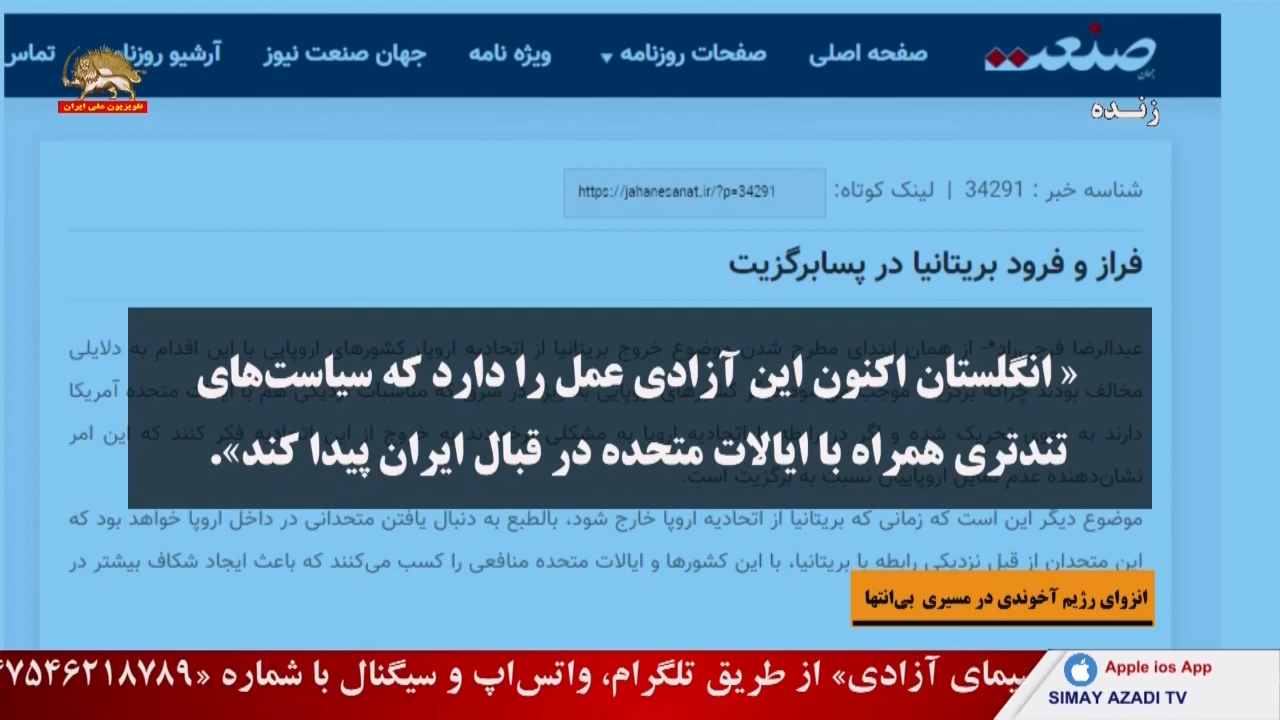 صنعت
جهان
صفحه اصلی
صفحات روزنامه
ویژه نامه
جهان صنعت نیوز
آرشیو
تماس
تلویزیون ملی ایران
زنده
شناسه خبر : 34291 | لینک کوتاه:
https://jahanesanat.ir/?p=34291
فراز و فرود بریتانیا در پسابرگزیت
« انگلستان اکنون این آزادی عمل را دارد که سیاست‌های
تندتری همراه با ایالات متحده در قبال ایران پیدا کند».
موضوع دیگر این است که زمانی که بریتانیا از اتحادیه اروپا خارج شود، بالطبع به دنبال یافتن متحدانی در داخل اروپا خواهد بود که
این متحدان از قبل نزدیکی رابطه با بریتانیا، با این کشورها و ایالات متحده منافعی را کسب می‌کنند که باعث ایجاد شکاف بیشتر در
انزوای رژیم آخوندی در مسیری بی‌انتها
آزادی» از طریق تلگرام، واتس‌اپ و سیگنال با شماره
Apple ios App
SIMAY AZADI TV